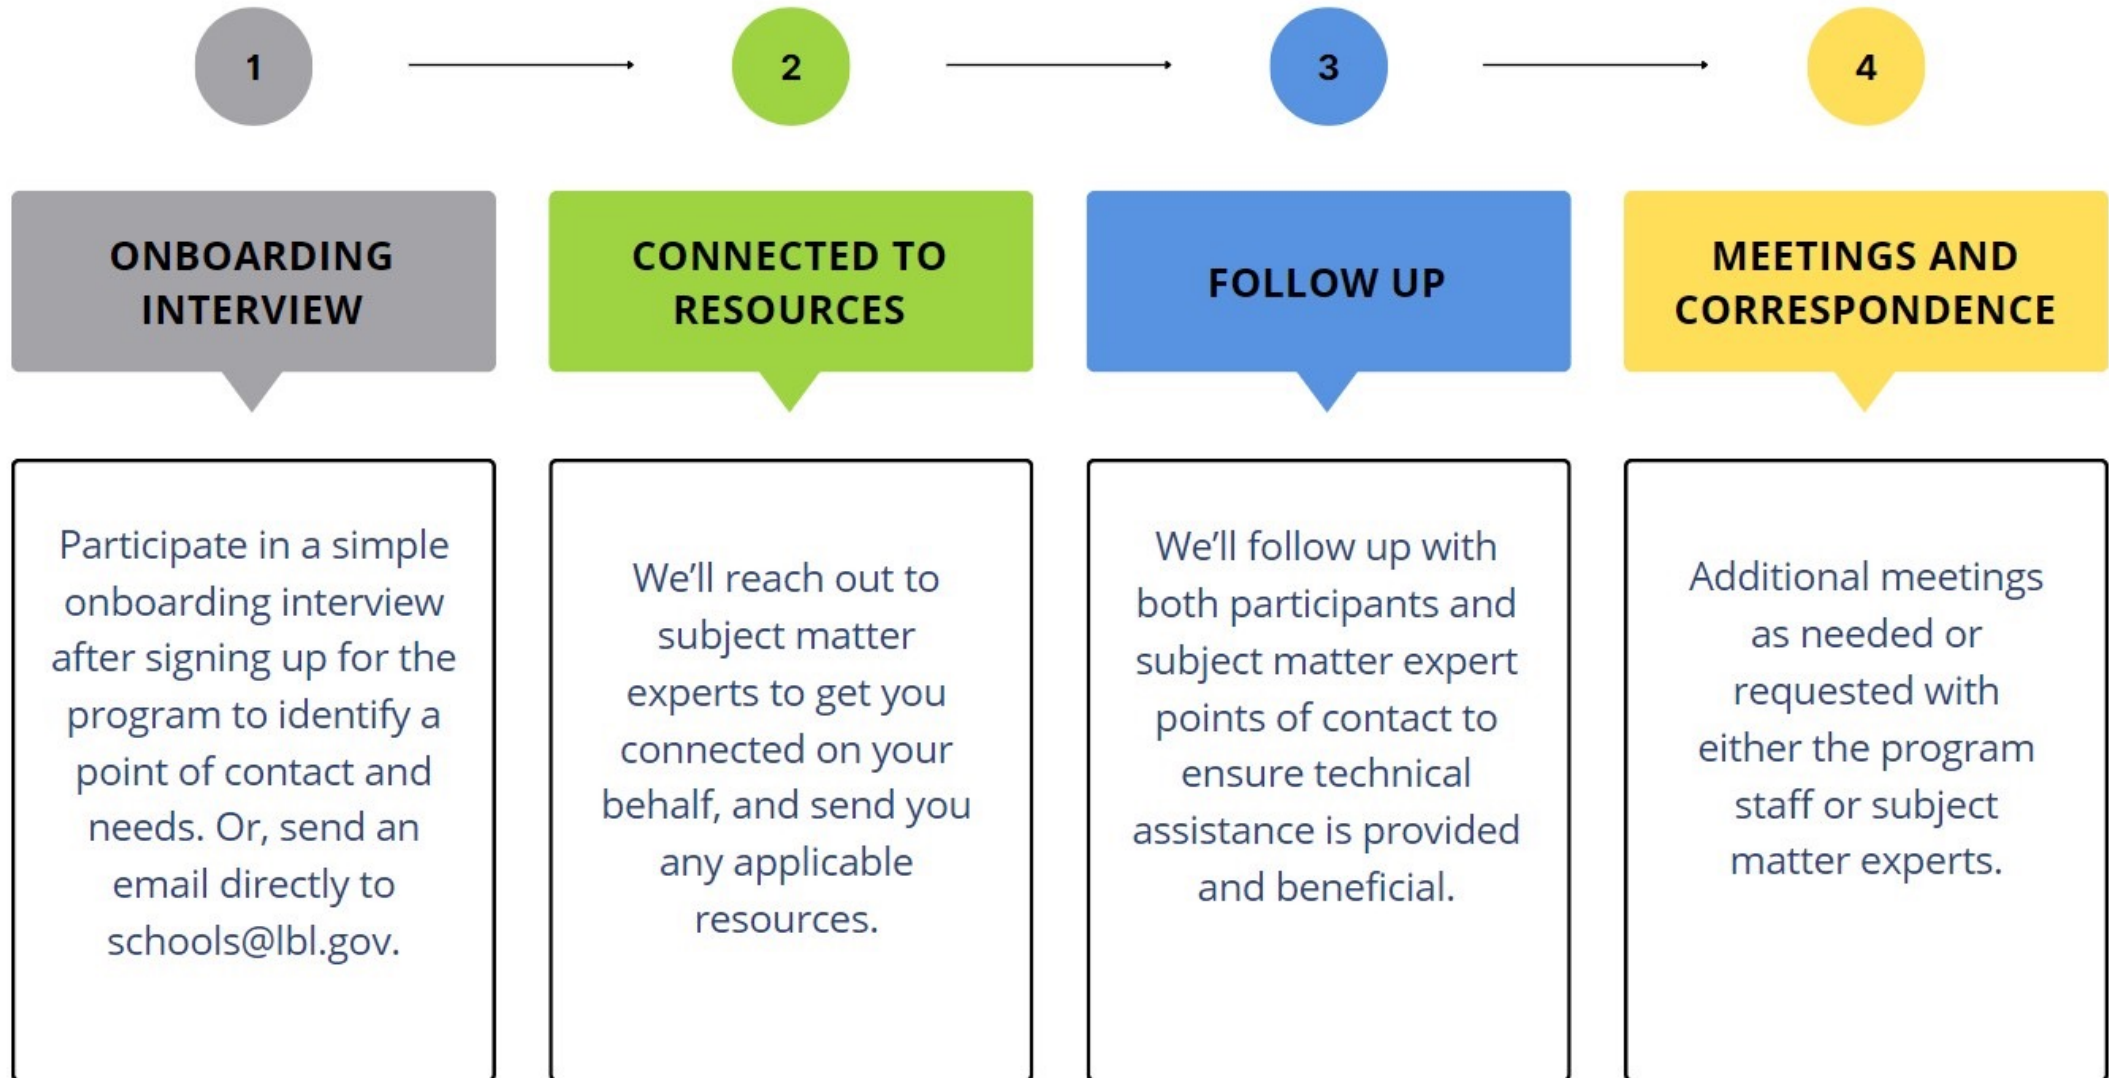 1
2
3
4
ONBOARDING
INTERVIEW
CONNECTED TO
RESOURCES
FOLLOW UP
MEETINGS AND
CORRESPONDENCE
Participate in a simple
onboarding interview
after signing up for the
program to identify a
point of contact and
needs. Or, send an
email directly to
schools@lbl.gov.
We’ll reach out to
subject matter
experts to get you
connected on your
behalf, and send you
any applicable
resources.
We’ll follow up with
both participants and
subject matter expert
points of contact to
ensure technical
assistance is provided
and beneficial.
Additional meetings
as needed or
requested with
either the program
staff or subject
matter experts.